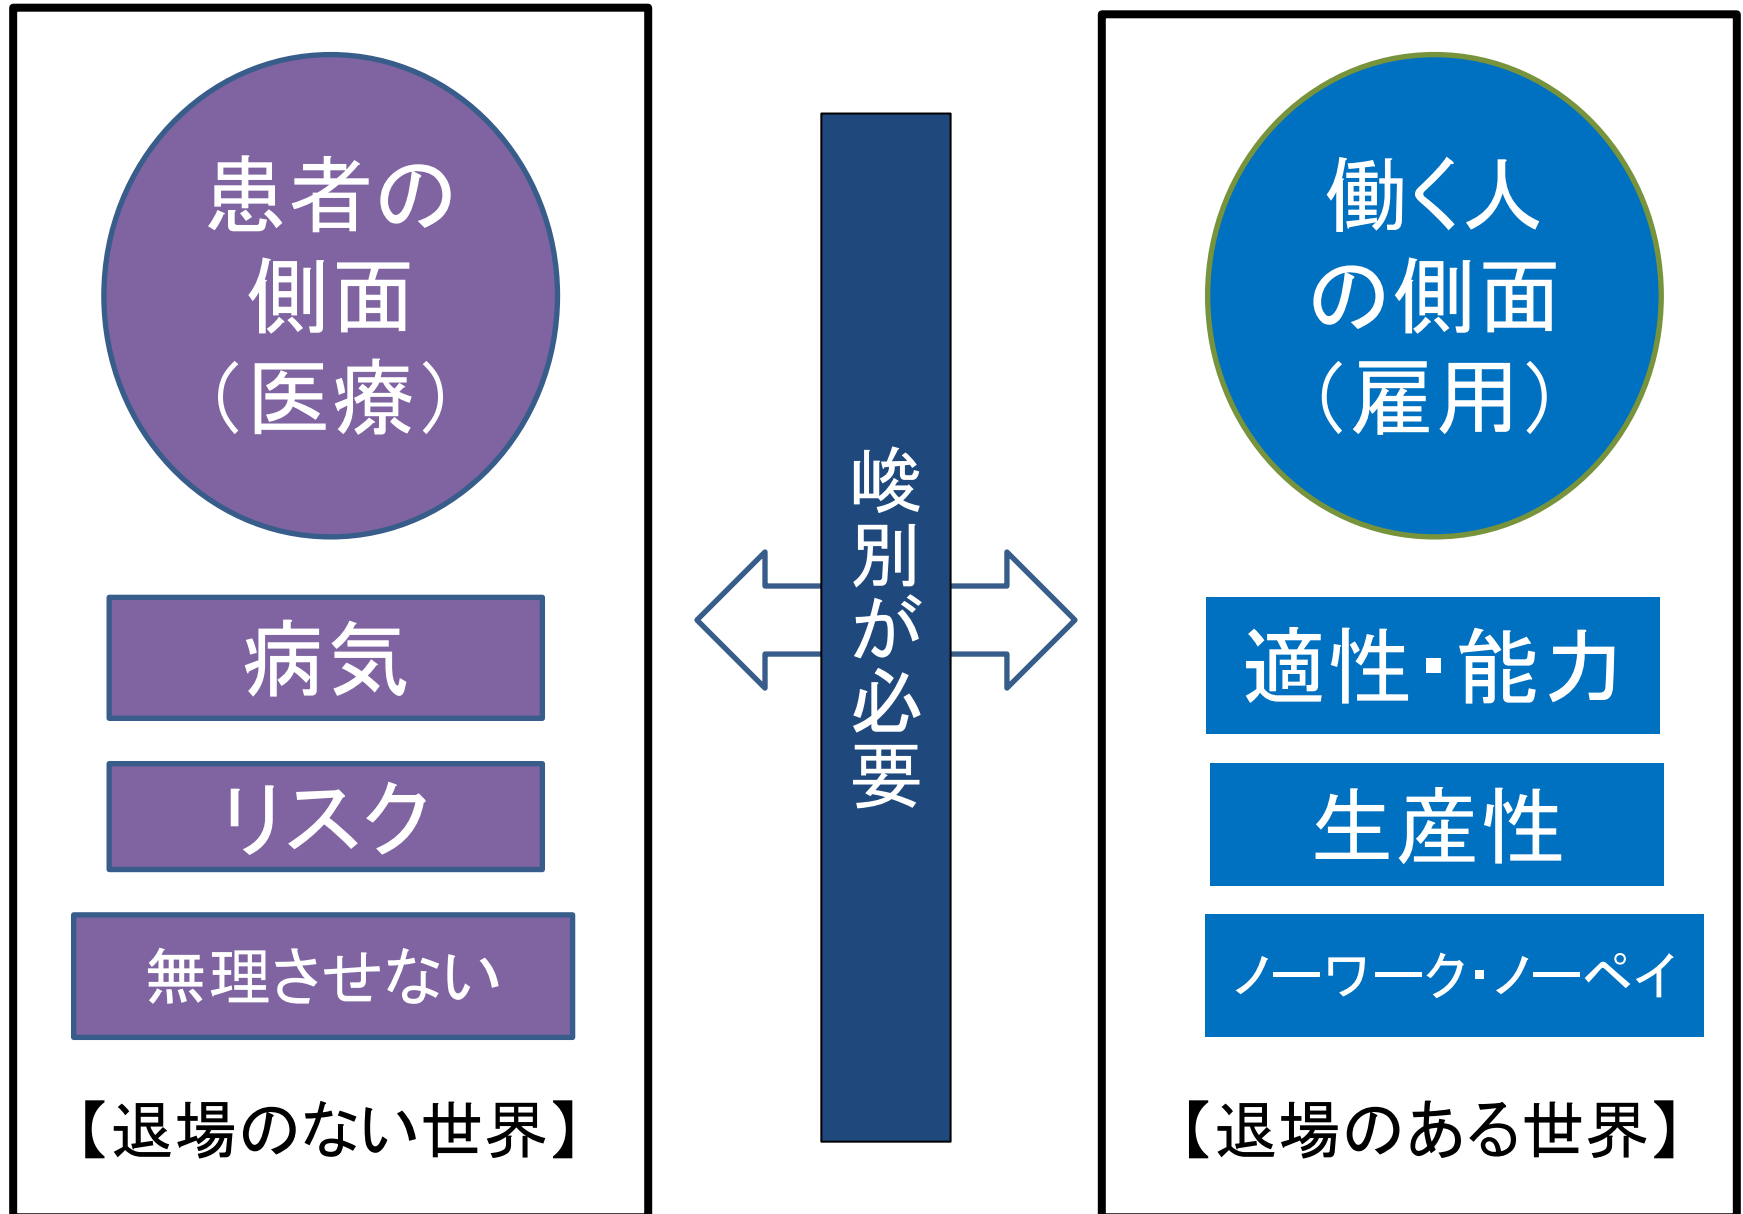 患者の
側面
（医療）
病気
リスク
無理させない
【退場のない世界】
峻別が必要
働く人
の側面
（雇用）
適性・能力
生産性
ノーワーク・ノーペイ
【退場のある世界】